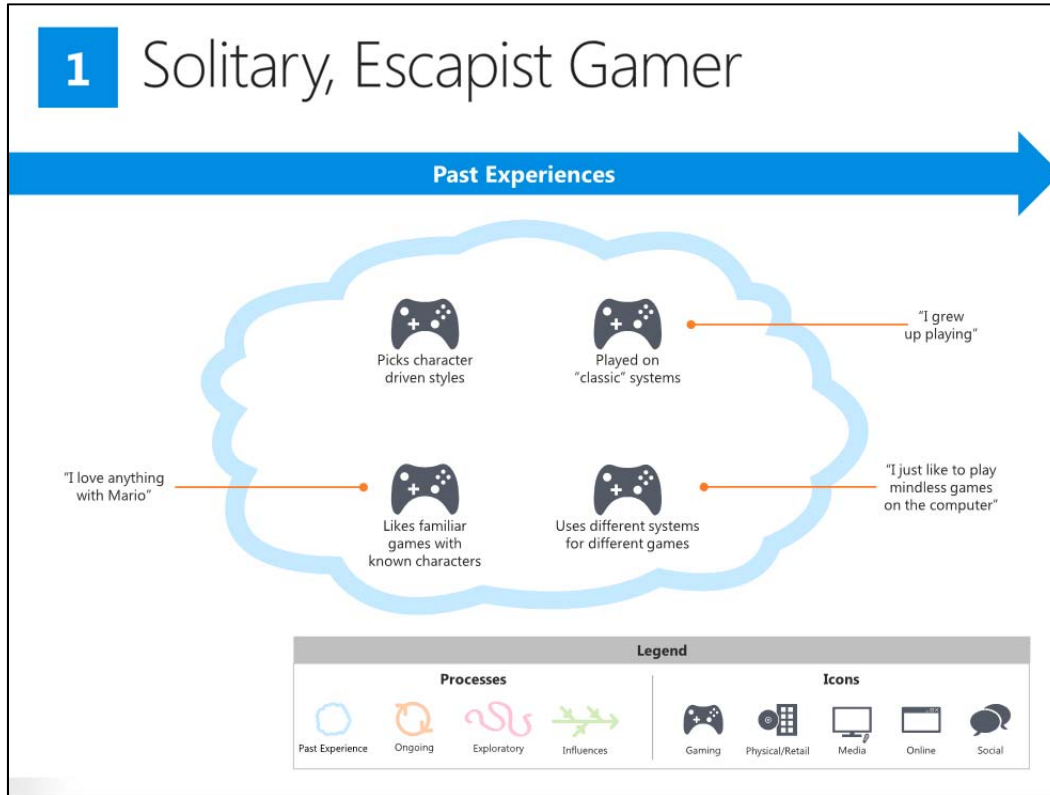 1 Solitary, Escapist Gamer
Past Experiences
Picks character
driven styles
Played on
"classic" systems
"I grew
up playing"
"I love anything
with Mario"
Likes familiar
games with
known characters
Uses different systems
for different games
"I just like to play
mindless games
on the computer"
Legend
Processes
Icons
Past Experience
Ongoing
Exploratory
Influences
Gaming
Physical/Retail
Media
Online
Social